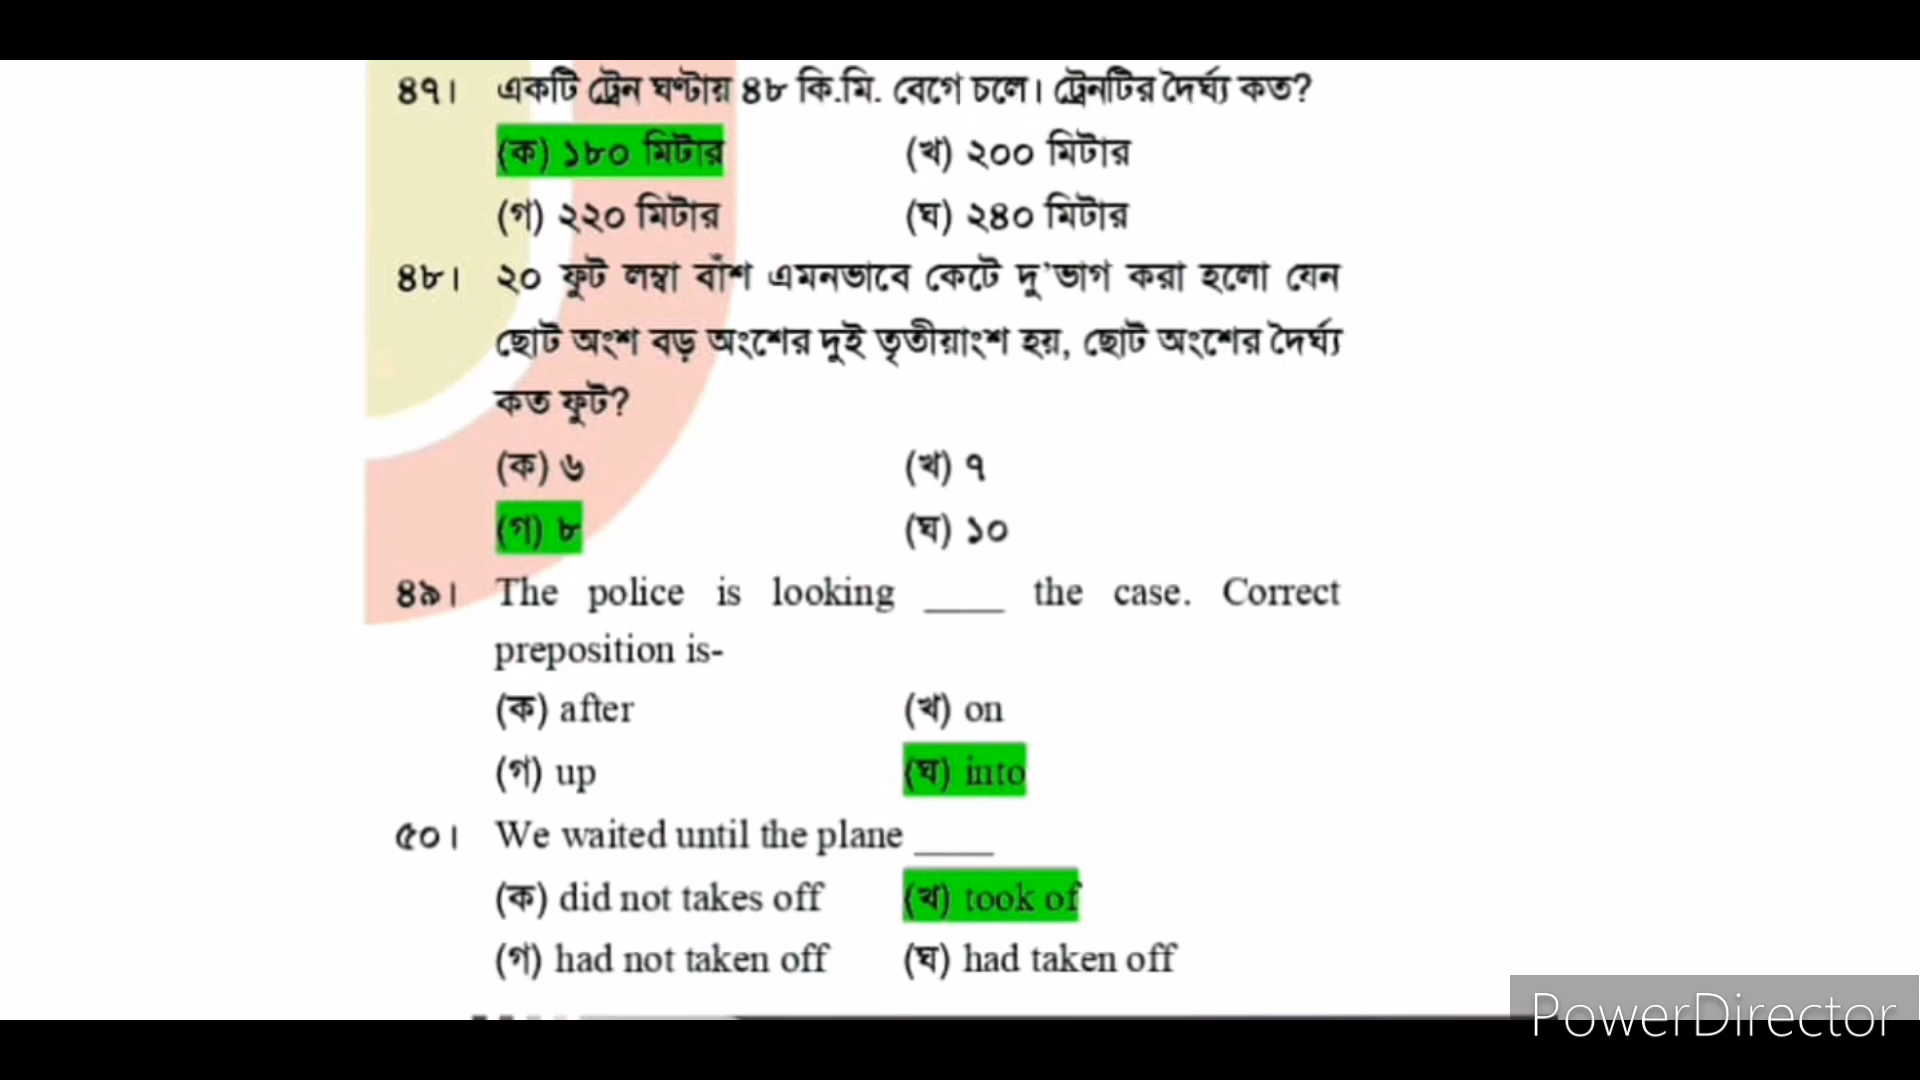 ৪৭। একটি ট্রেন ঘণ্টায় ৪৮ কি.মি. বেগে চলে। ট্রেনটির দৈর্ঘ্য কত?
(ক) ১৮০ মিটার (খ) ২০০ মিটার
(গ) ২২০ মিটার (ঘ) ২৪০ মিটার
৪৮। ২০ ফুট লম্বা বাঁশ এমনভাবে কেটে দু'ভাগ করা হলো যেন
ছোট অংশ বড় অংশের দুই তৃতীয়াংশ হয়, ছোট অংশের দৈর্ঘ্য
কত ফুট?
(ক) ৬ (খ) ৭
(গ) ৮ (ঘ) ১০
৪৯। The police is looking ____ the case. Correct
preposition is-
(ক) after (খ) on
(গ) up (ঘ) into
৫০। We waited until the plane ____
(ক) did not takes off (খ) took of
(গ) had not taken off (ঘ) had taken off
PowerDirector